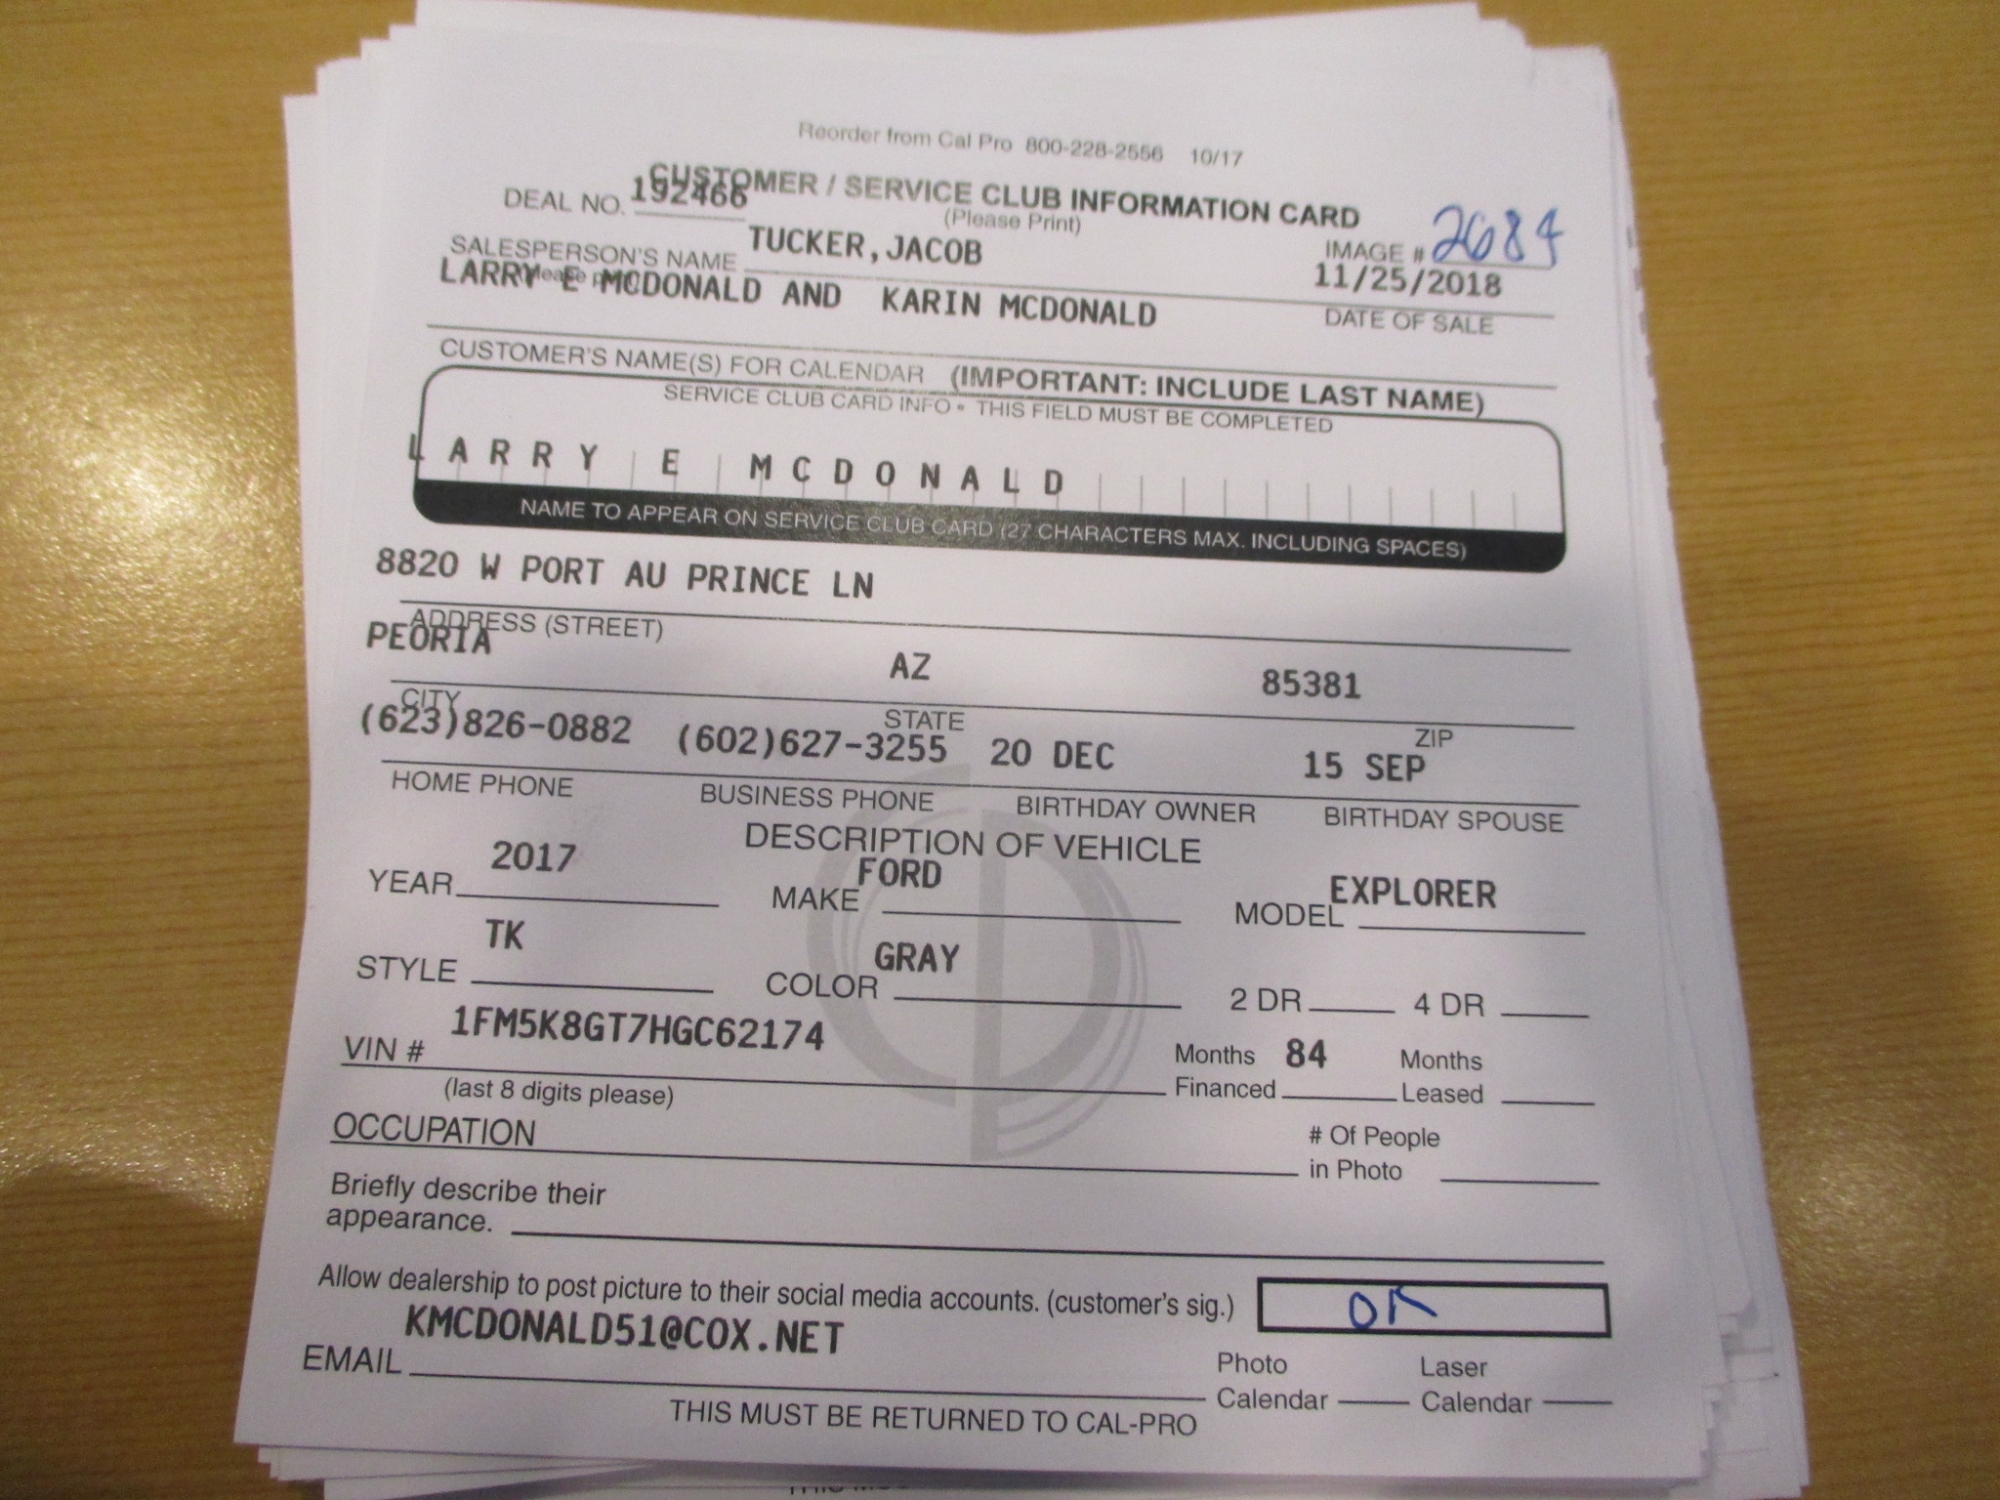 Reorder from Cal Pro 800-228-2556 10/17
CUSTOMER / SERVICE CLUB INFORMATION CARD
DEAL NO. 192466
(Please Print)
SALESPERSON'S NAME TUCKER,JACOB
IMAGE # 2684
LARRY E MCDONALD AND KARIN MCDONALD
11/25/2018
DATE OF SALE
CUSTOMER'S NAME(S) FOR CALENDAR (IMPORTANT: INCLUDE LAST NAME)
SERVICE CLUB CARD INFO • THIS FIELD MUST BE COMPLETED
LARRY E MCDONALD
NAME TO APPEAR ON SERVICE CLUB CARD (27 CHARACTERS MAX. INCLUDING SPACES)
8820 W PORT AU PRINCE LN
ADDRESS (STREET)
PEORIA AZ 85381
CITY STATE ZIP
(623)826-0882 (602)627-3255 20 DEC 15 SEP
HOME PHONE BUSINESS PHONE BIRTHDAY OWNER BIRTHDAY SPOUSE
DESCRIPTION OF VEHICLE
YEAR 2017 MAKE FORD MODEL EXPLORER
STYLE TK COLOR GRAY 2 DR 4 DR
VIN # 1FM5K8GT7HGC62174
(last 8 digits please)
Months Financed 84 Months Leased
OCCUPATION
# Of People in Photo
Briefly describe their
appearance.
Allow dealership to post picture to their social media accounts. (customer's sig.) OK
EMAIL KMCDONALD51@COX.NET
Photo Calendar Laser Calendar
THIS MUST BE RETURNED TO CAL-PRO